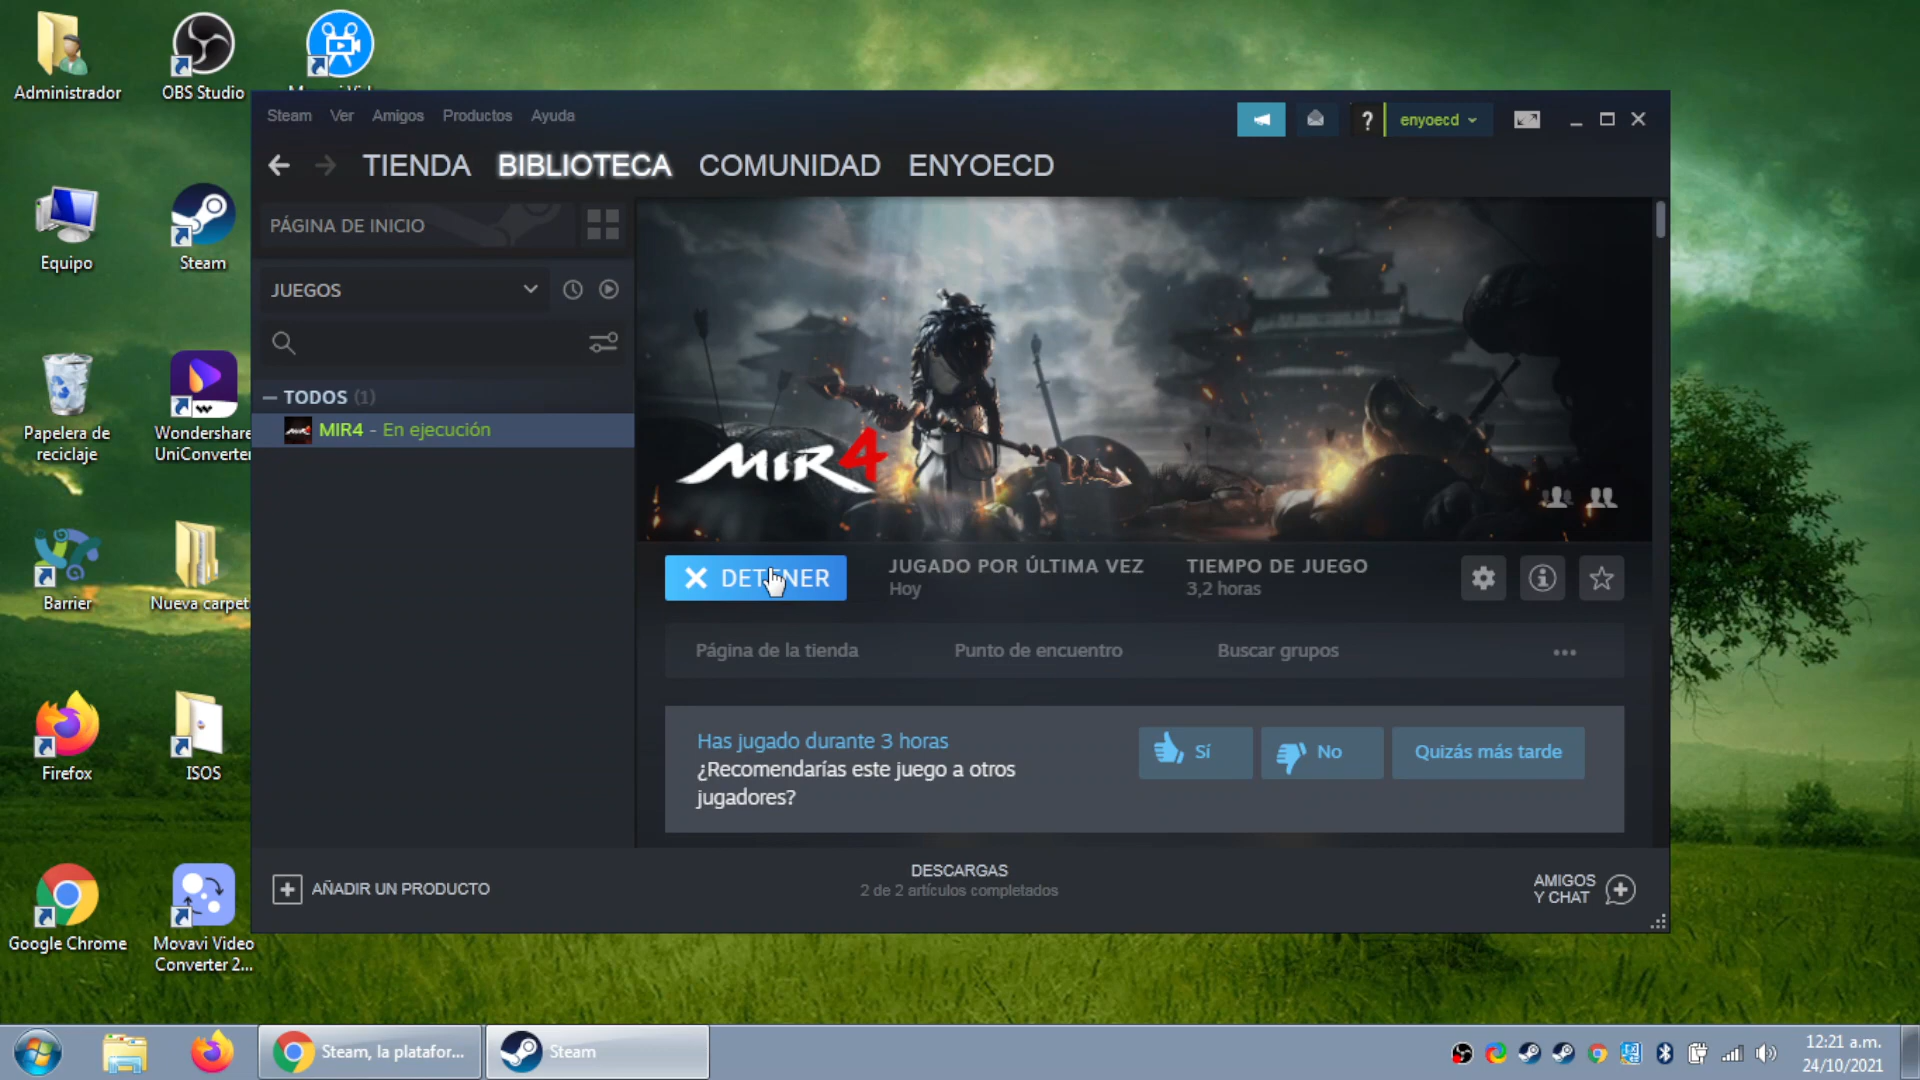 Administrador
OBS Studio
Equipo
Steam
Papelera de
reciclaje
Wondershare
UniConverter
Barrier
Nueva carpet
Firefox
ISOS
Google Chrome
Movavi Video
Converter 2...
Steam Ver Amigos Productos Ayuda
enyoecd
TIENDA BIBLIOTECA COMUNIDAD ENYOECD
PÁGINA DE INICIO
JUEGOS
TODOS (1)
MIR4 - En ejecución
MIR4
DETENER
JUGADO POR ÚLTIMA VEZ
Hoy
TIEMPO DE JUEGO
3,2 horas
Página de la tienda
Punto de encuentro
Buscar grupos
Has jugado durante 3 horas
¿Recomendarías este juego a otros
jugadores?
Sí
No
Quizás más tarde
AÑADIR UN PRODUCTO
DESCARGAS
2 de 2 artículos completados
AMIGOS
Y CHAT
Steam, la platafor...
Steam
12:21 a.m.
24/10/2021